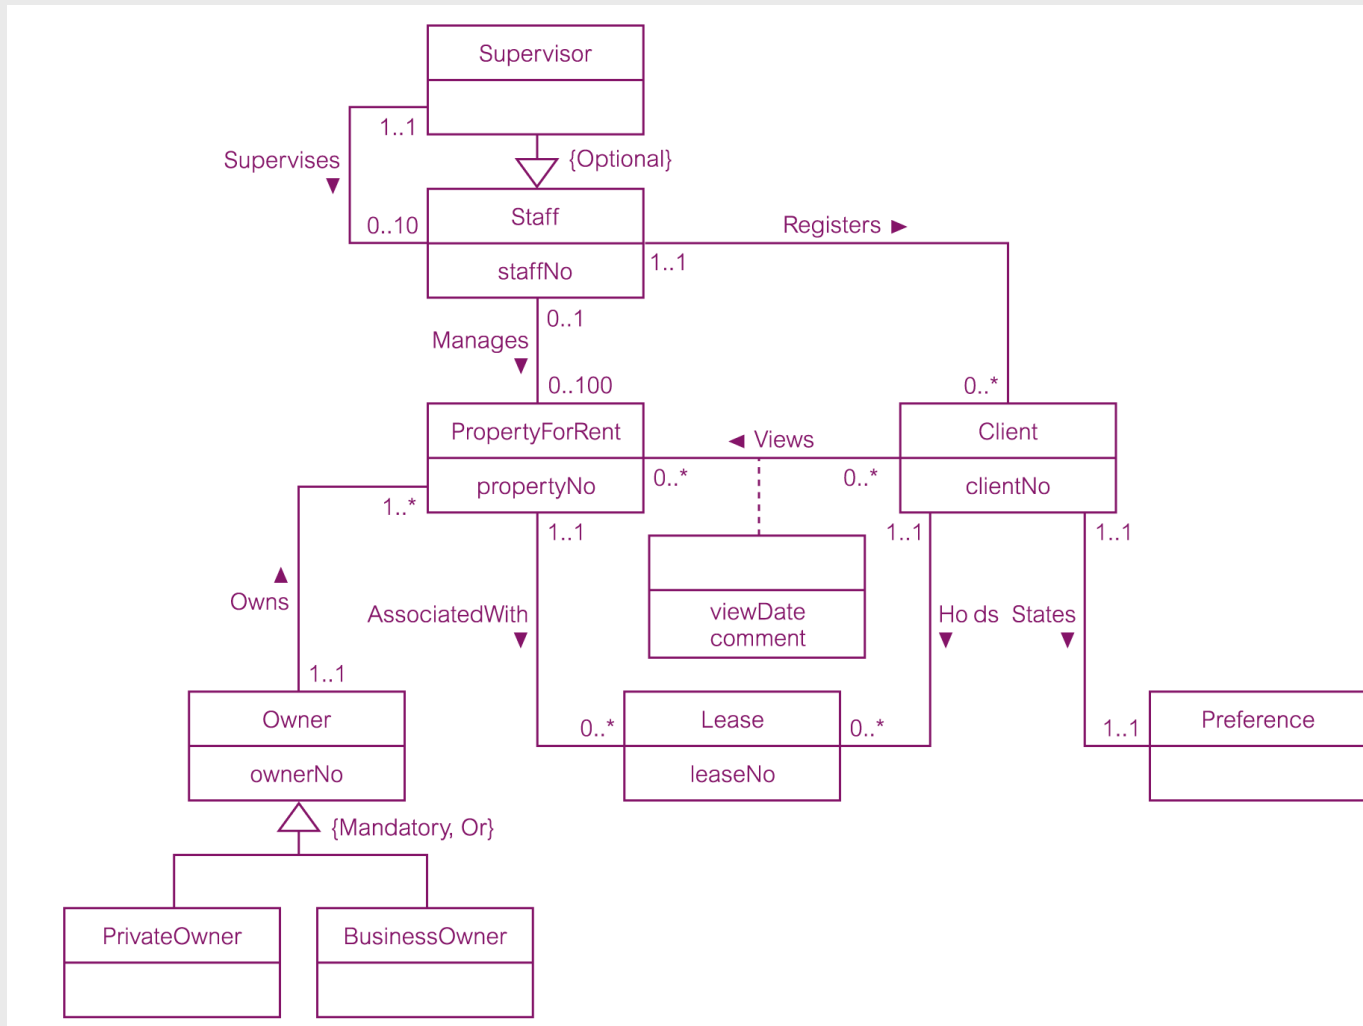 Supervisor
1..1
Supervises
{Optional}
0..10
Staff
staffNo
Registers
1..1
0..1
Manages
0..100
0..*
PropertyForRent
propertyNo
Views
0..*
0..*
Client
clientNo
1..*
1..1
1..1
1..1
viewDate
comment
Owns
AssociatedWith
Ho ds
States
1..1
Owner
ownerNo
0..*
Lease
leaseNo
0..*
1..1
Preference
{Mandatory, Or}
PrivateOwner
BusinessOwner